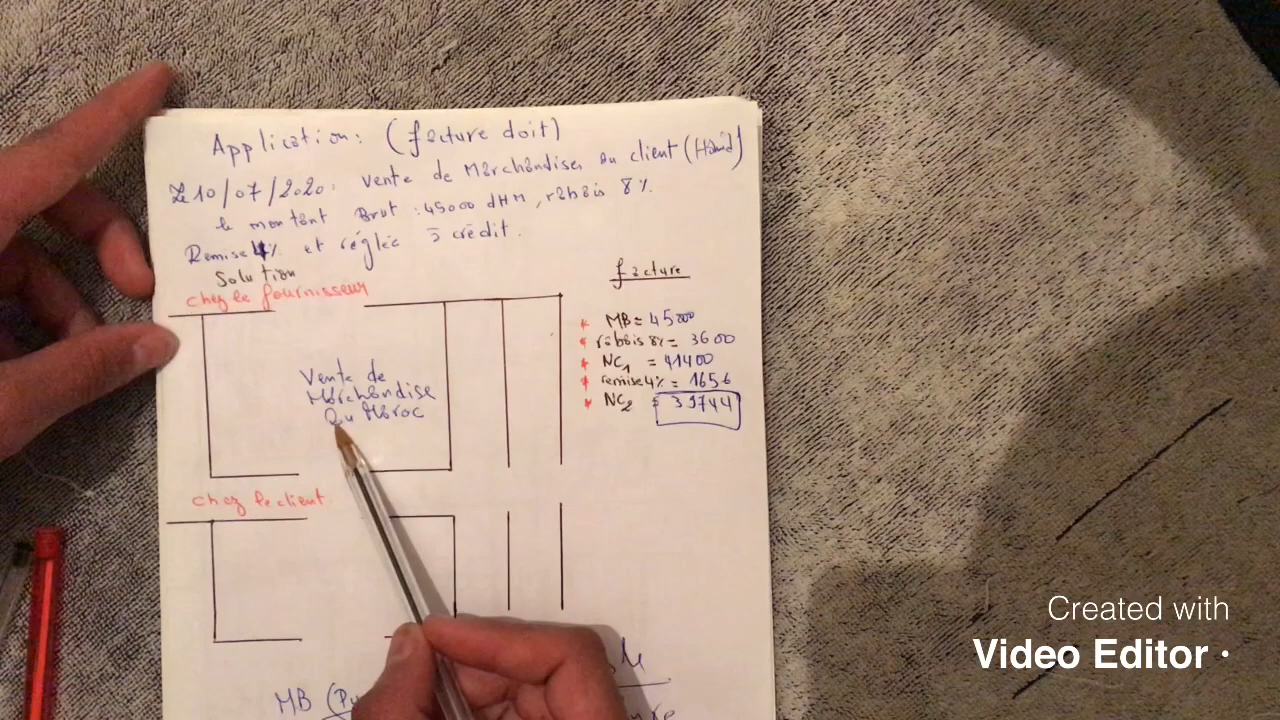 Application: (facture doit)
Le 10/07/2020: Vente de Marchandises au client (Hamid)
le montant Brut : 45000 dHM, rabais 8%.
Remise 4% et réglée à crédit.
Solution
chez le fournisseur
facture
* MB = 45000
* rabais 8% = 3600
* NC1 = 41400
* remise 4% = 1656
* NC2 = 39744
Vente de
Marchandise
Au Maroc
chez le client
MB
Created with
Video Editor